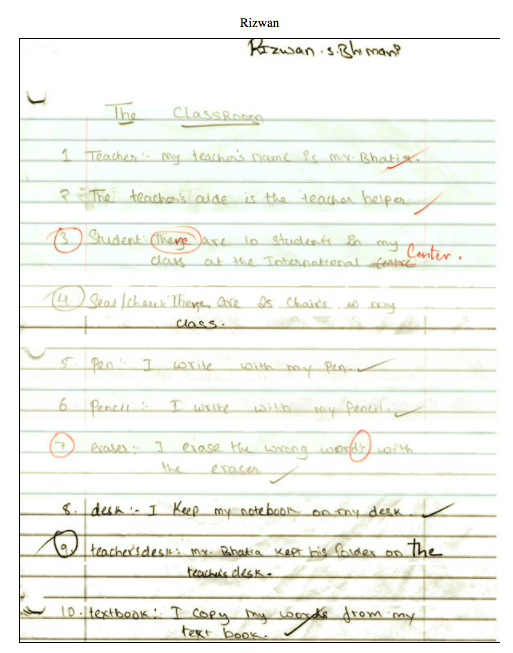 Rizwan
Rizwan . S. Bhimani
The ClassRoom
1 Teacher:- my teacher's name is mr. Bhatia.
2 The teacher's aide is the teacher helper
3 Student: There are 10 students in my
class at the International Centre Center.
4 Seat/chair: There are 25 chairs in my
class.
5. Pen:- I write with my Pen.
6. Pencil:- I write with my Pencil.
7 eraser:- I erase the wrong words with
the eraser
8. desk:- I Keep my notebook on my desk.
9 teacher's desk: mr. Bhatia kept his folder on the
teacher's desk.
10. textbook:- I copy my words from my
text book.